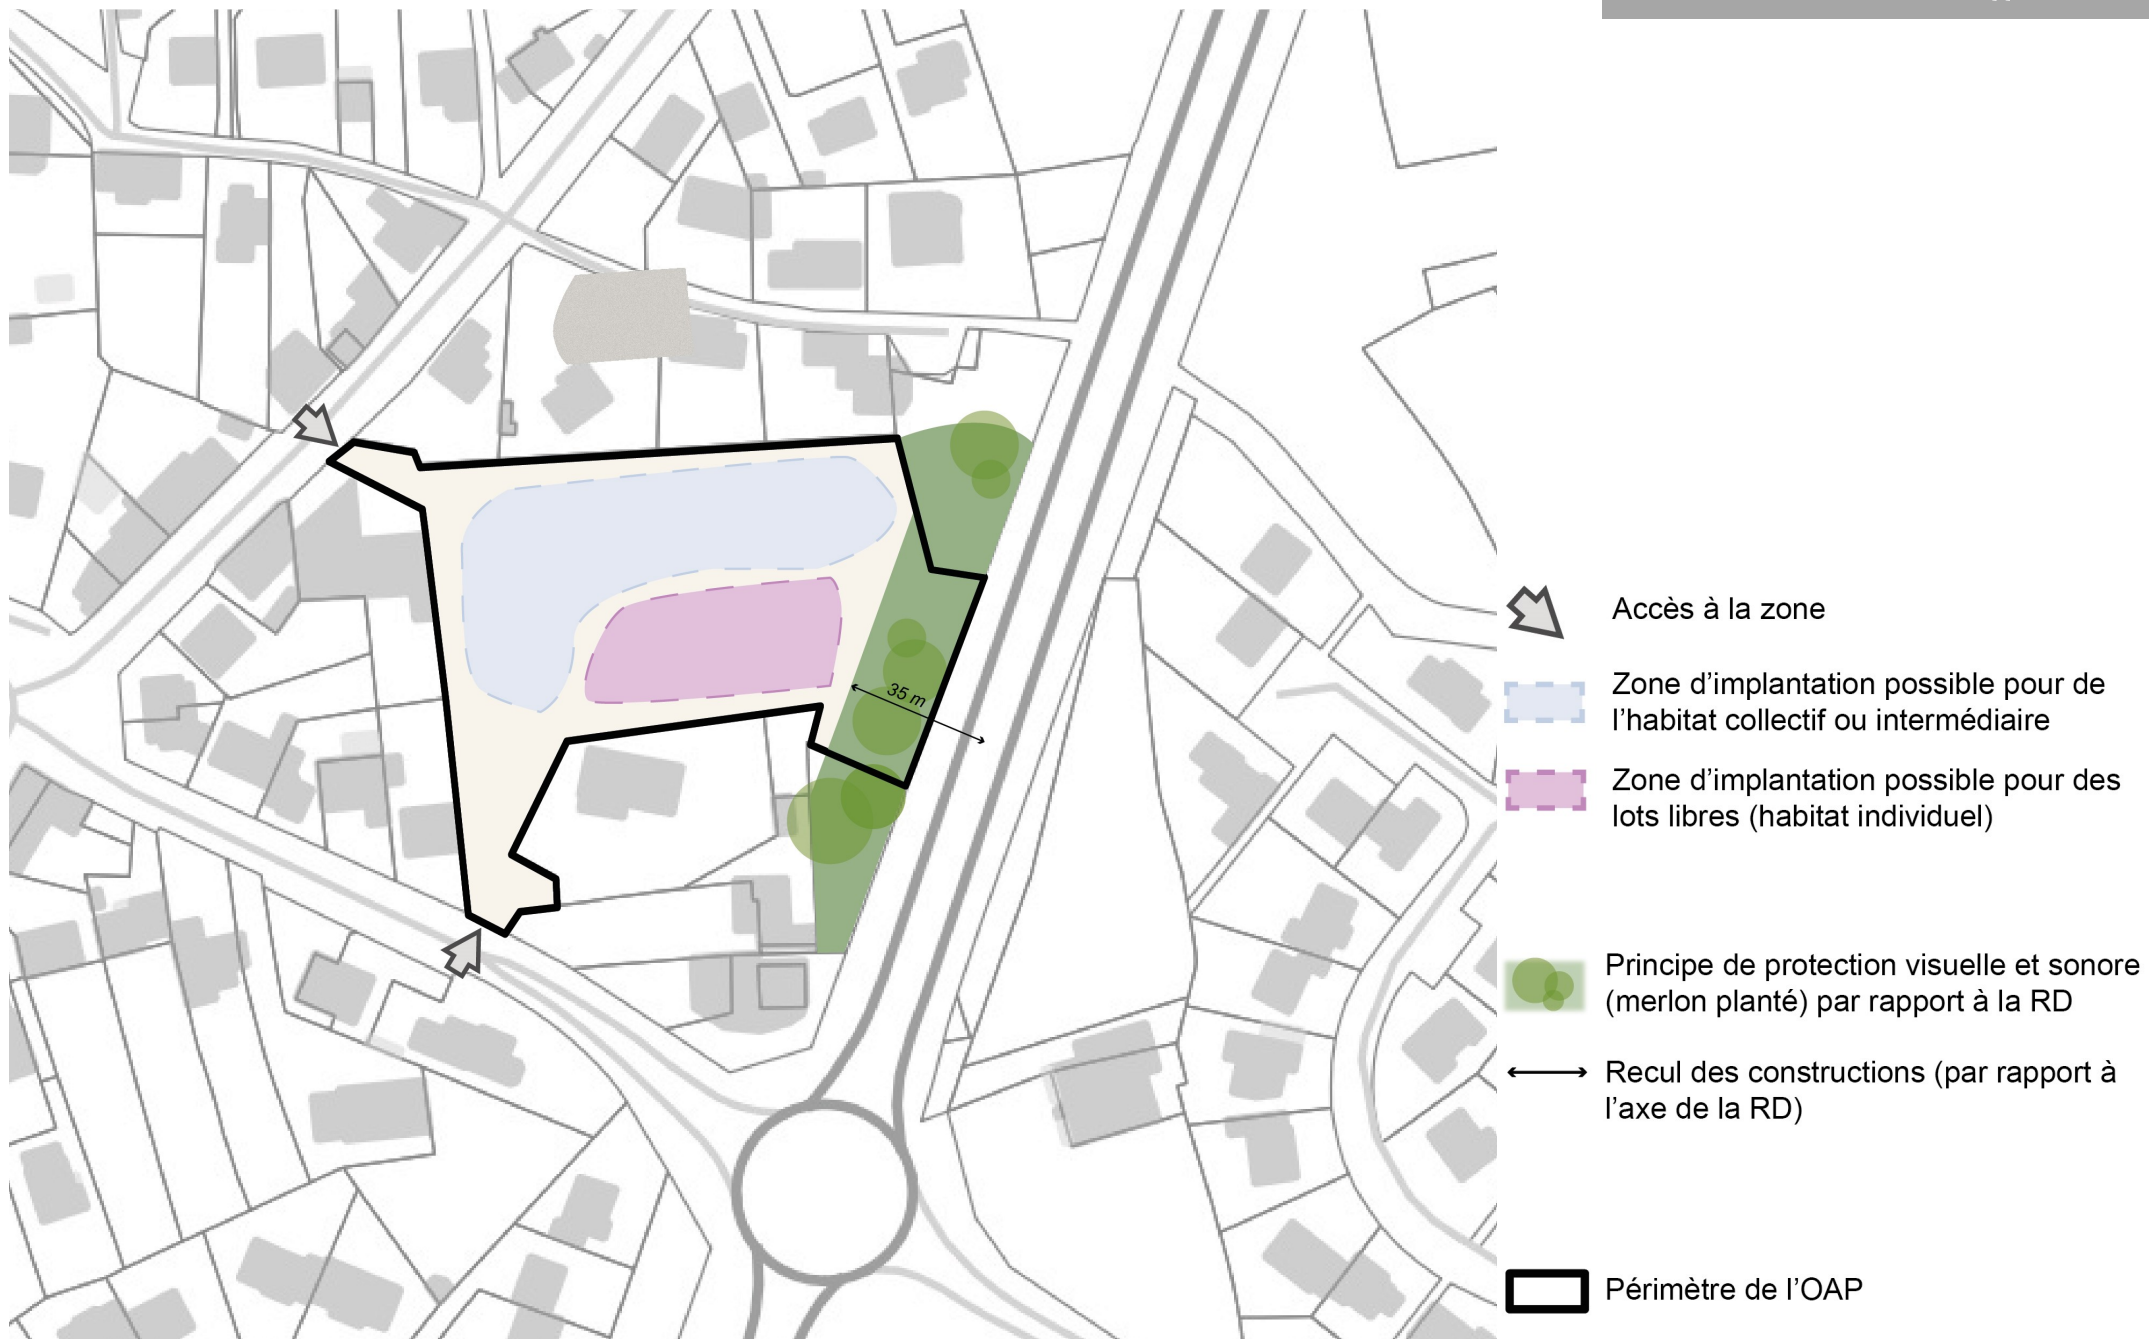 35 m
Accès à la zone
Zone d’implantation possible pour de
l’habitat collectif ou intermédiaire
Zone d’implantation possible pour des
lots libres (habitat individuel)
Principe de protection visuelle et sonore
(merlon planté) par rapport à la RD
Recul des constructions (par rapport à
l’axe de la RD)
Périmètre de l’OAP